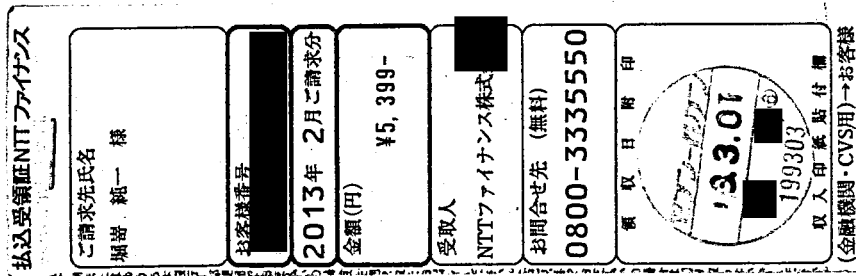 払込受領証NTTファイナンス
ご請求先氏名
堀嵜 純一 様
お客様番号
2013年 2月ご請求分
金額(円)
¥5,399-
受取人
NTTファイナンス株式
お問合せ先 (無料)
0800-3335550
領収日附印
199303
収入印紙貼付欄
(金融機関・CVS用)→お客様